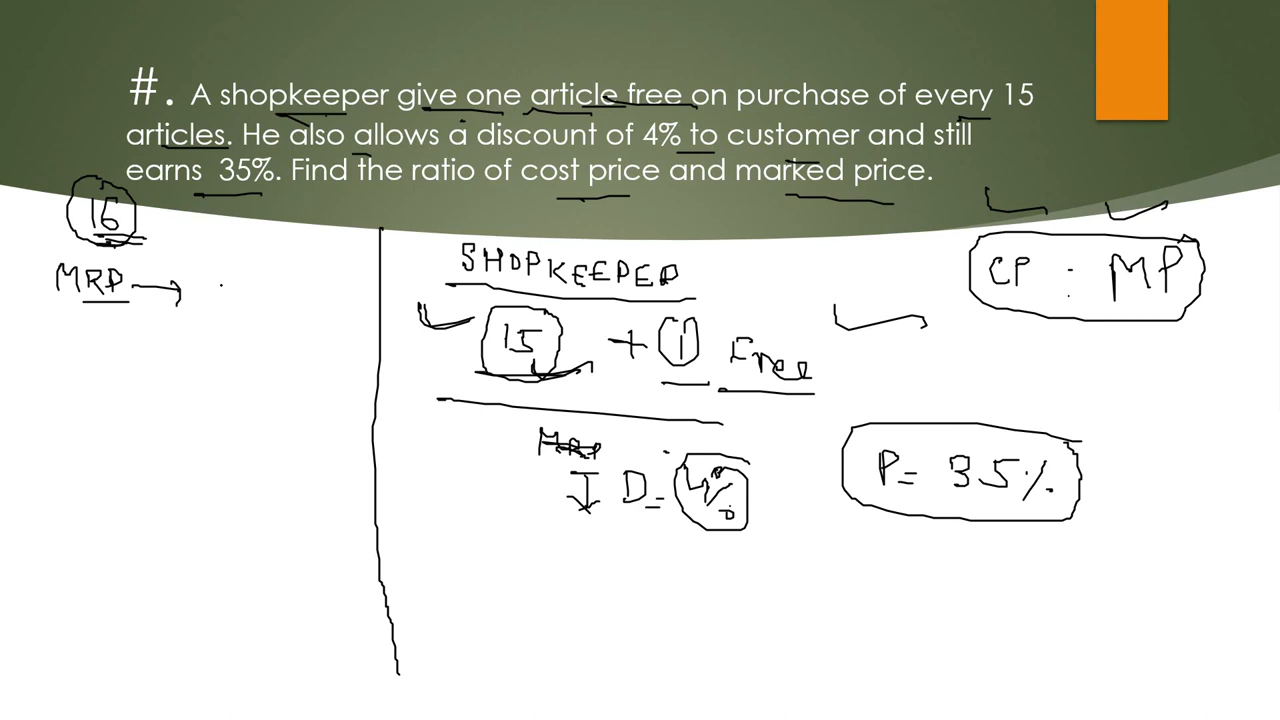 #. A shopkeeper give one article free on purchase of every 15
articles. He also allows a discount of 4% to customer and still
earns 35%. Find the ratio of cost price and marked price.
16
MRP →
SHOPKEEPER
15 + 1 Free
CP : MP
MRP
↓ D = 4%
P = 35%